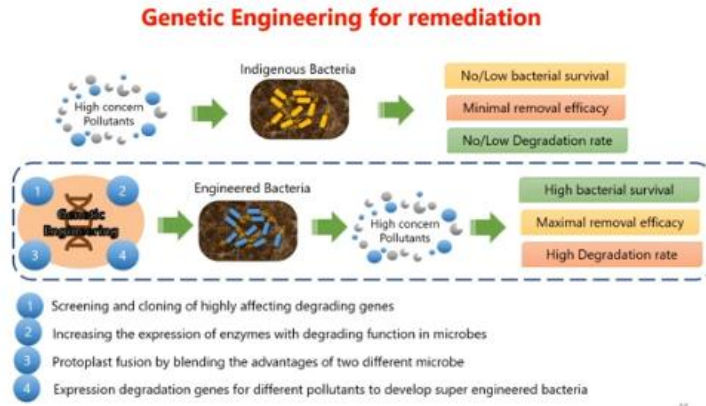 Genetic Engineering for remediation
High concern
Pollutants
Indigenous Bacteria
No/Low bacterial survival
Minimal removal efficacy
No/Low Degradation rate
1
2
Genetic
Engineering
3
4
Engineered Bacteria
High concern
Pollutants
High bacterial survival
Maximal removal efficacy
High Degradation rate
1 Screening and cloning of highly affecting degrading genes
2 Increasing the expression of enzymes with degrading function in microbes
3 Protoplast fusion by blending the advantages of two different microbe
4 Expression degradation genes for different pollutants to develop super engineered bacteria